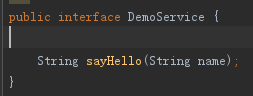 public interface DemoService {
String sayHello(String name);
}